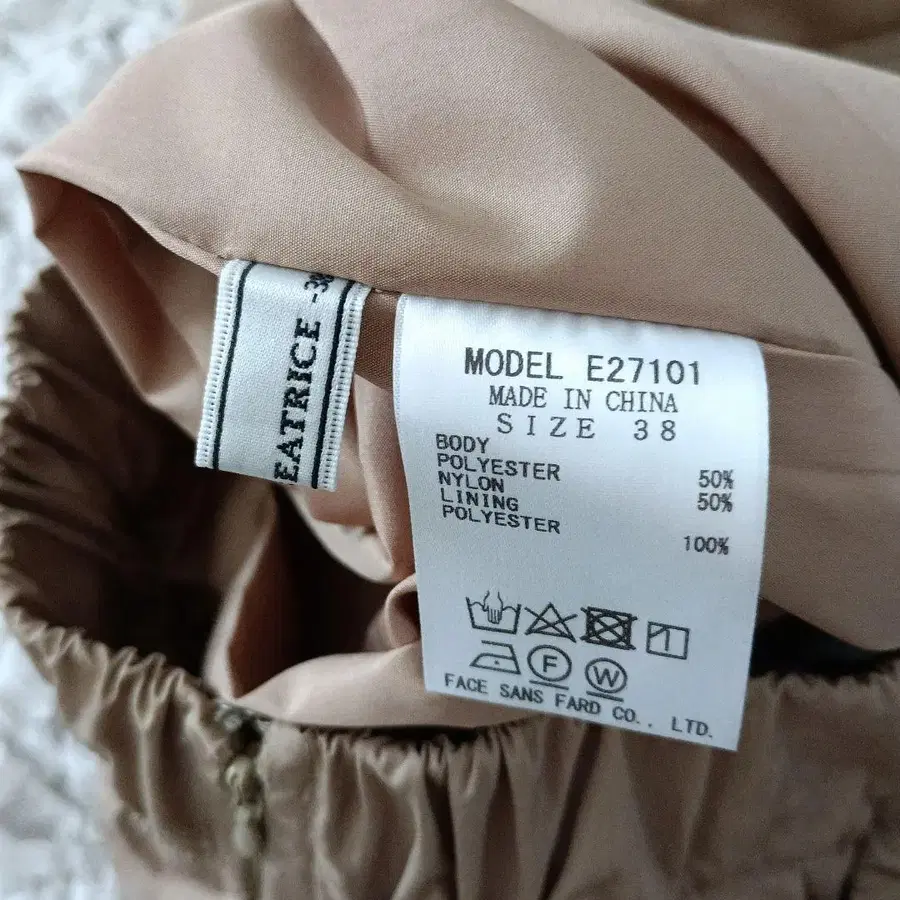 EATRICE -38
MODEL E27101
MADE IN CHINA
SIZE 38
BODY
POLYESTER 50%
NYLON 50%
LINING
POLYESTER 100%
F W
FACE SANS FARD CO., LTD.